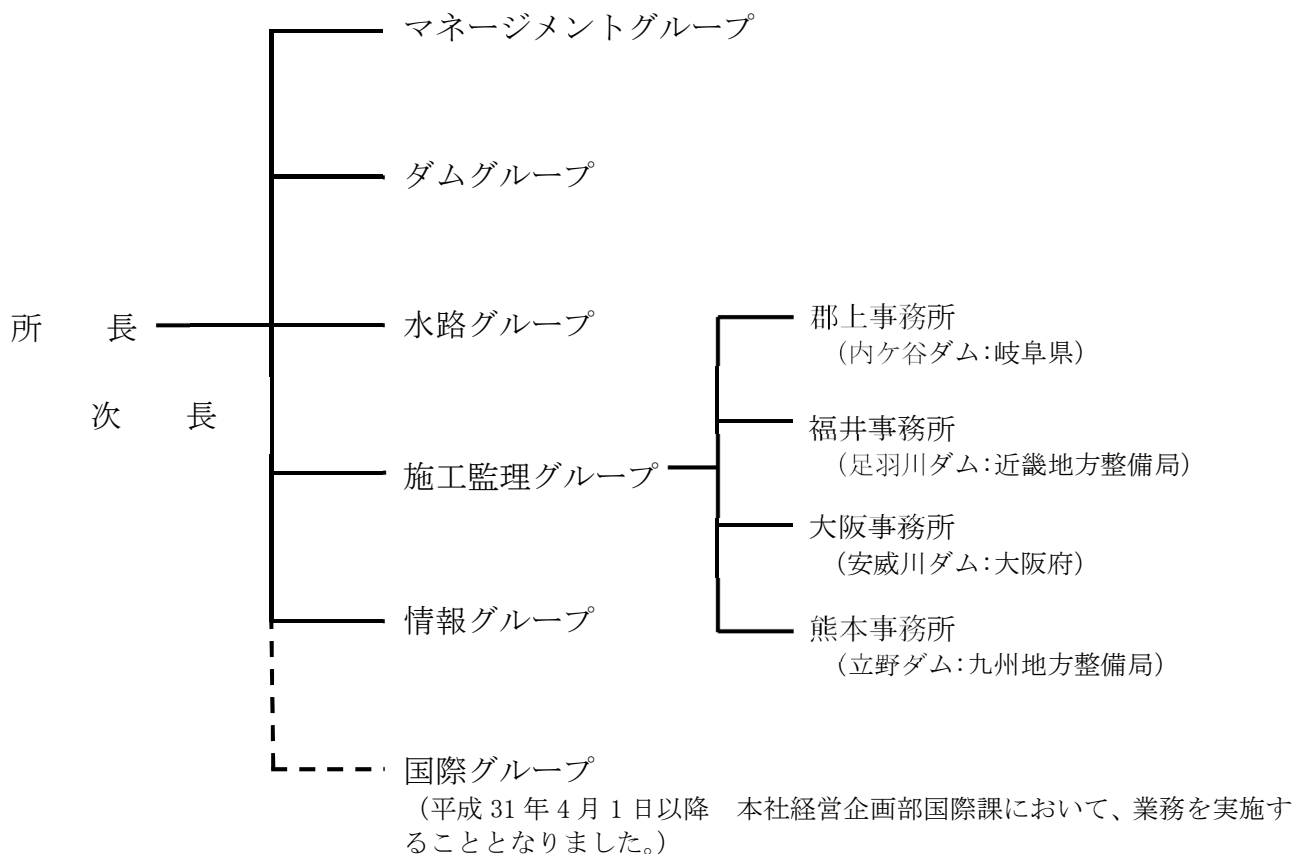 マネージメントグループ
ダムグループ
所　　長
次　　長
水路グループ
施工監理グループ
郡上事務所
（内ケ谷ダム：岐阜県）
福井事務所
（足羽川ダム：近畿地方整備局）
大阪事務所
（安威川ダム：大阪府）
熊本事務所
（立野ダム：九州地方整備局）
情報グループ
国際グループ
（平成 31 年 4 月 1 日以降　本社経営企画部国際課において、業務を実施す
ることとなりました。）